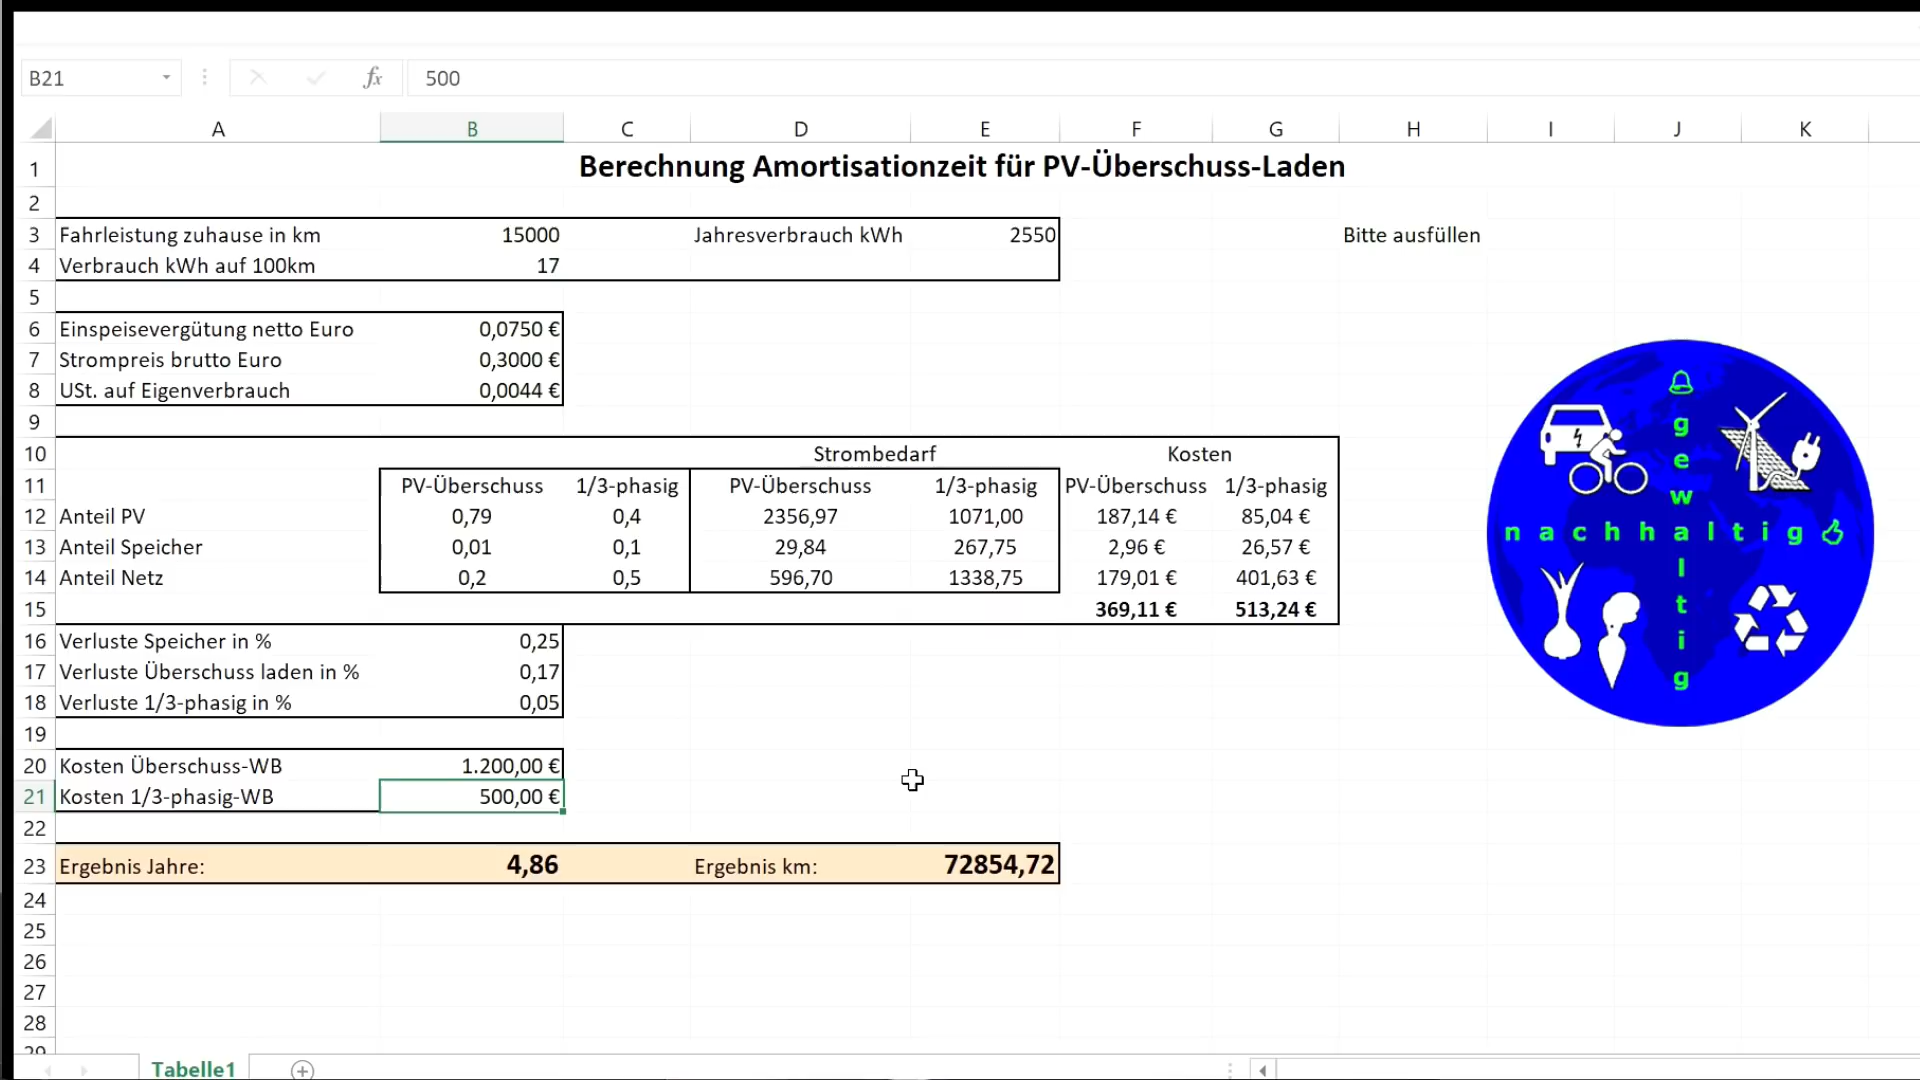 B21 fx 500
A B C D E F G H I J K
1 Berechnung Amortisationzeit für PV-Überschuss-Laden
2
3 Fahrleistung zuhause in km 15000 Jahresverbrauch kWh 2550 Bitte ausfüllen
4 Verbrauch kWh auf 100km 17
5
6 Einspeisevergütung netto Euro 0,0750 €
7 Strompreis brutto Euro 0,3000 €
8 USt. auf Eigenverbrauch 0,0044 €
9
10 Strombedarf Kosten
11 PV-Überschuss 1/3-phasig PV-Überschuss 1/3-phasig PV-Überschuss 1/3-phasig
12 Anteil PV 0,79 0,4 2356,97 1071,00 187,14 € 85,04 €
13 Anteil Speicher 0,01 0,1 29,84 267,75 2,96 € 26,57 €
14 Anteil Netz 0,2 0,5 596,70 1338,75 179,01 € 401,63 €
15 369,11 € 513,24 €
16 Verluste Speicher in % 0,25
17 Verluste Überschuss laden in % 0,17
18 Verluste 1/3-phasig in % 0,05
19
20 Kosten Überschuss-WB 1.200,00 €
21 Kosten 1/3-phasig-WB 500,00 €
22
23 Ergebnis Jahre: 4,86 Ergebnis km: 72854,72
24
25
26
27
28
29
gewaltig
nachhaltig
Tabelle1